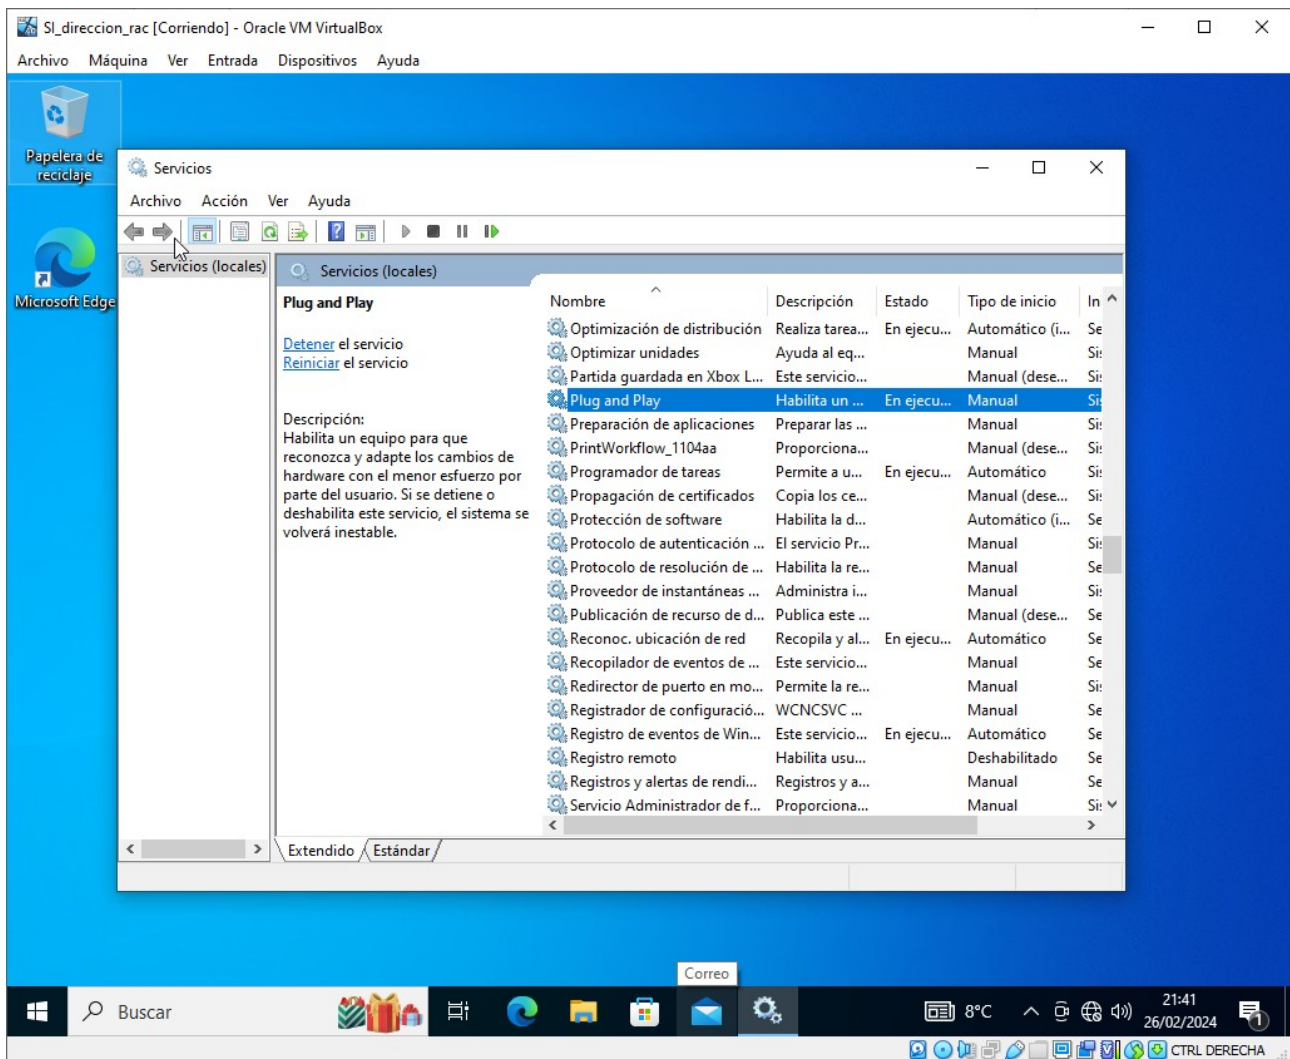 SI_direccion_rac [Corriendo] - Oracle VM VirtualBox
Archivo Máquina Ver Entrada Dispositivos Ayuda
Papelera de
reciclaje
Microsoft Edge
Servicios
Archivo Acción Ver Ayuda
Servicios (locales)
Servicios (locales)
Plug and Play
Detener el servicio
Reiniciar el servicio
Descripción:
Habilita un equipo para que
reconozca y adapte los cambios de
hardware con el menor esfuerzo por
parte del usuario. Si se detiene o
deshabilita este servicio, el sistema se
volverá inestable.
Nombre Descripción Estado Tipo de inicio In
Optimización de distribución Realiza tarea... En ejecu... Automático (i... Se
Optimizar unidades Ayuda al eq... Manual Sis
Partida guardada en Xbox L... Este servicio... Manual (dese... Sis
Plug and Play Habilita un ... En ejecu... Manual Sis
Preparación de aplicaciones Preparar las ... Manual Sis
PrintWorkflow_1104aa Proporciona... Manual (dese... Sis
Programador de tareas Permite a u... En ejecu... Automático Sis
Propagación de certificados Copia los ce... Manual (dese... Sis
Protección de software Habilita la d... Automático (i... Se
Protocolo de autenticación ... El servicio Pr... Manual Sis
Protocolo de resolución de ... Habilita la re... Manual Se
Proveedor de instantáneas ... Administra i... Manual Sis
Publicación de recurso de d... Publica este ... Manual (dese... Se
Reconoc. ubicación de red Recopila y al... En ejecu... Automático Se
Recopilador de eventos de ... Este servicio... Manual Se
Redirector de puerto en mo... Permite la re... Manual Sis
Registrador de configuració... WCNCSVC ... Manual Se
Registro de eventos de Win... Este servicio... En ejecu... Automático Se
Registro remoto Habilita usu... Deshabilitado Se
Registros y alertas de rendi... Registros y a... Manual Se
Servicio Administrador de f... Proporciona... Manual Sis
Extendido Estándar
Correo
Buscar
8°C
21:41
26/02/2024
1
CTRL DERECHA